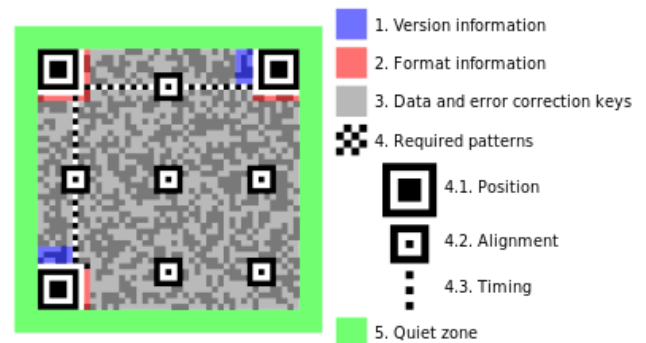 1. Version information
2. Format information
3. Data and error correction keys
4. Required patterns
4.1. Position
4.2. Alignment
4.3. Timing
5. Quiet zone